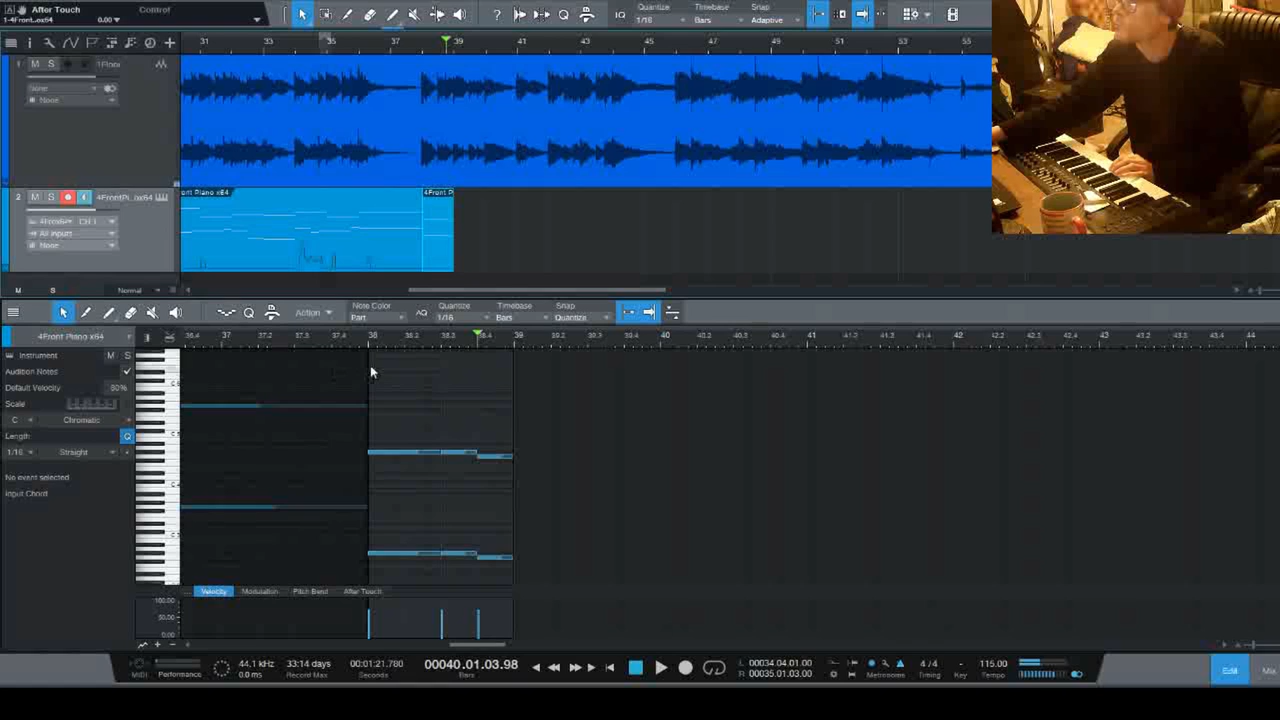 After Touch Control
1-4Front...ox64 0.00
? IQ Quantize Timebase Snap
1/16 Bars Adaptive
31 33 35 37 39 41 43 45 47 49 51 53 55
1 M S
None
None
2 M S 4FrontPi..ox64 ont Piano x64 4Front P
CH 1
All Inputs
None
M S Normal
Action Note Color AQ Quantize Timebase Snap
Part 1/16 Bars Quantize
4Front Piano x64 36.4 37 37.2 37.3 37.4 38 38.2 38.3 38.4 39 39.2 39.3 39.4 40 40.2 40.3 40.4 41 41.2 41.3 41.4 42 42.2 42.3 42.4 43 43.2 43.3 43.4 44
Instrument M S
Audition Notes
Default Velocity 80%
Scale
C Chromatic
Length Q
1/16 Straight
No event selected
Input Chord
... Velocity Modulation Pitch Bend After Touch
100.00
50.00
0.00
MIDI Performance 44.1 kHz 0.0 ms 33:14 days Record Max 00:01:21.780 Seconds 00040.01.03.98 Bars L 00034.04.01.00 R 00035.01.03.00 Metronome 4 / 4 Timing - Key 115.00 Tempo Edit Mix